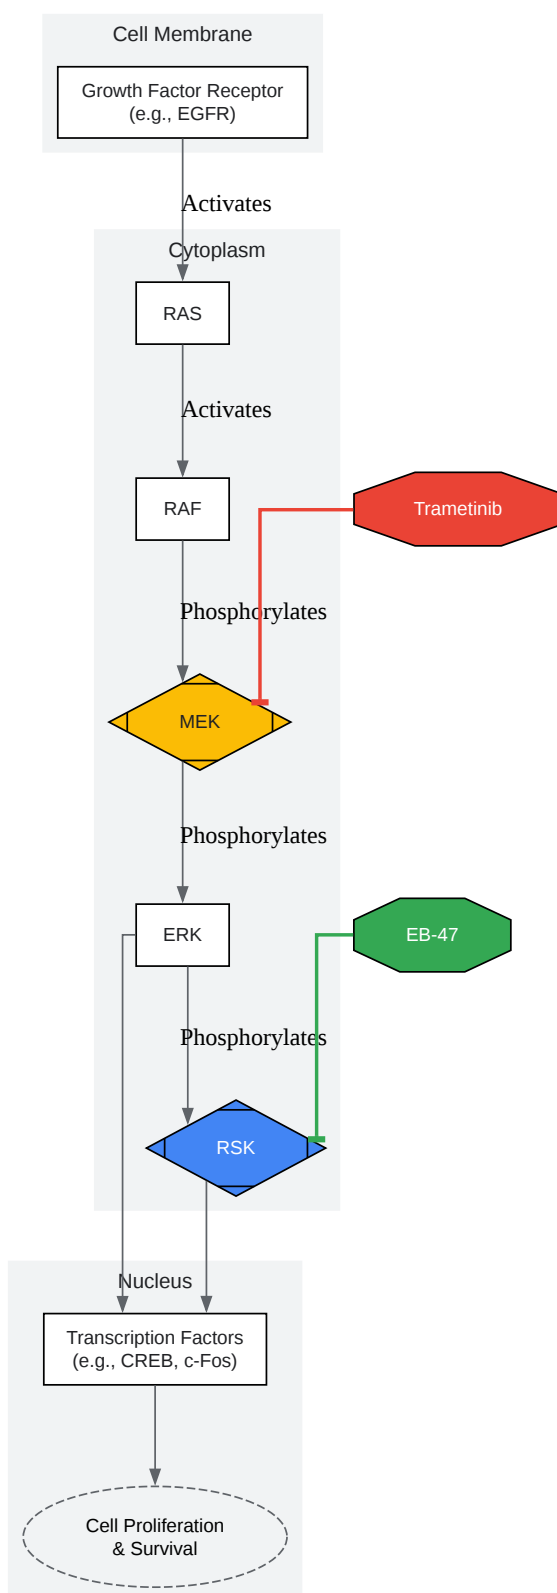 Cell Membrane
Growth Factor Receptor
(e.g., EGFR)
Activates
Cytoplasm
RAS
Activates
RAF
Trametinib
Phosphorylates
MEK
Phosphorylates
ERK
EB-47
Phosphorylates
RSK
Nucleus
Transcription Factors
(e.g., CREB, c-Fos)
Cell Proliferation
& Survival